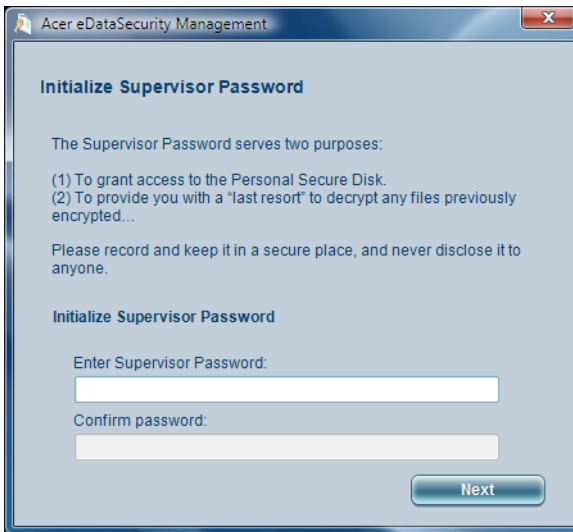 Acer eDataSecurity Management
Initialize Supervisor Password
The Supervisor Password serves two purposes:
(1) To grant access to the Personal Secure Disk.
(2) To provide you with a “last resort” to decrypt any files previously
encrypted...
Please record and keep it in a secure place, and never disclose it to
anyone.
Initialize Supervisor Password
Enter Supervisor Password:
Confirm password:
Next